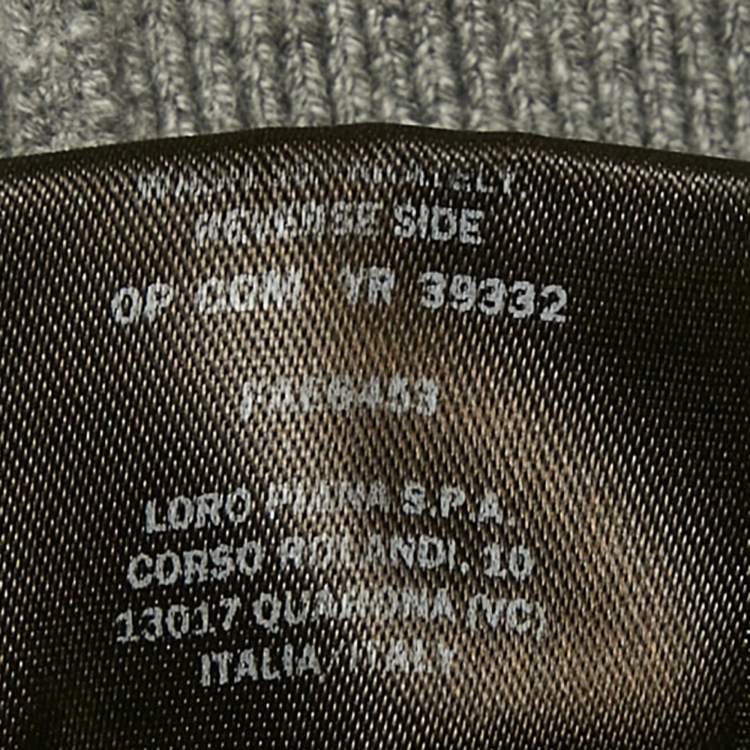 REVERSE SIDE
OP COM YR 39332
LORO PIANA S.P.A.
CORSO ROLANDI, 10
13017 QUARONA (VC)
ITALIA/ITALY